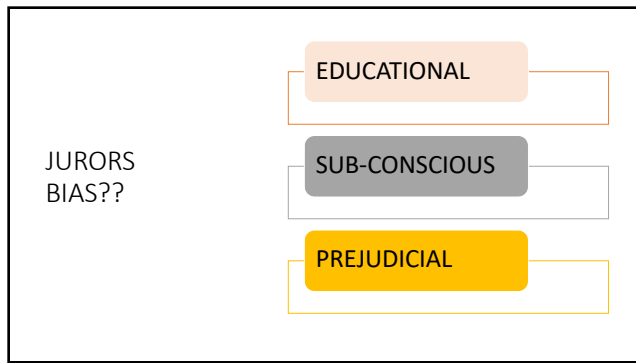 JURORS
BIAS??
EDUCATIONAL
SUB-CONSCIOUS
PREJUDICIAL